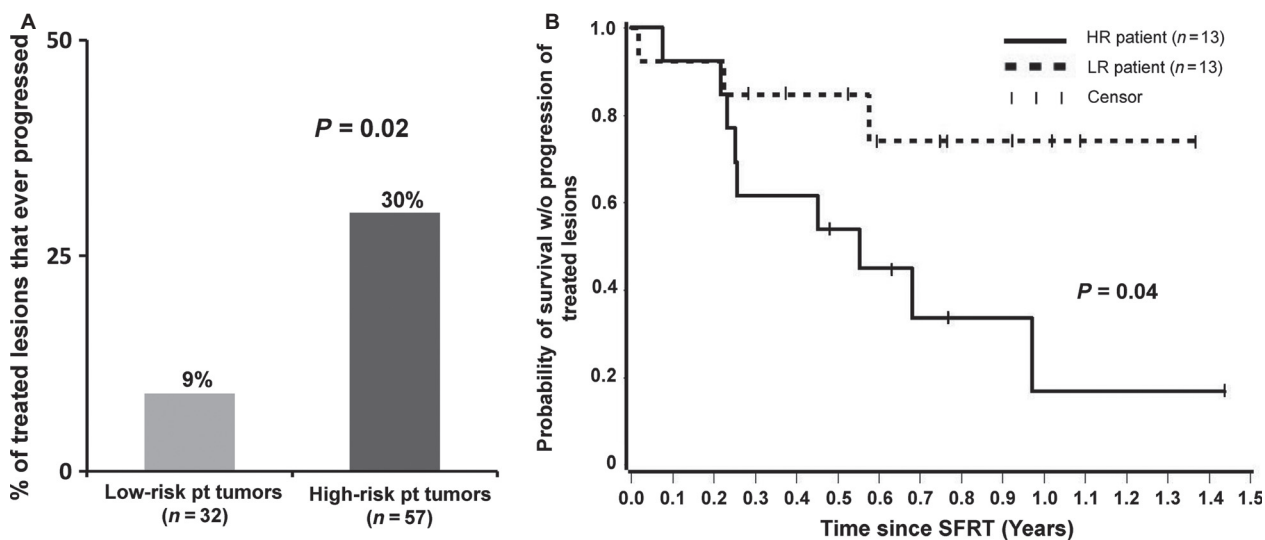 A
% of treated lesions that ever progressed
50
25
0
P = 0.02
9%
30%
Low-risk pt tumors
(n = 32)
High-risk pt tumors
(n = 57)
B
Probability of survival w/o progression of
treated lesions
1.0
0.8
0.6
0.4
0.2
0
HR patient (n = 13)
LR patient (n = 13)
Censor
P = 0.04
0.0 0.1 0.2 0.3 0.4 0.5 0.6 0.7 0.8 0.9 1.0 1.1 1.2 1.3 1.4 1.5
Time since SFRT (Years)